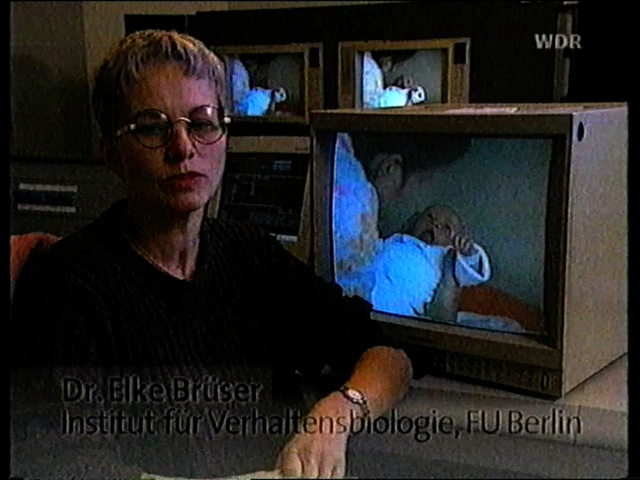 WDR
Dr. Elke Brüser
Institut für Verhaltensbiologie, FU Berlin